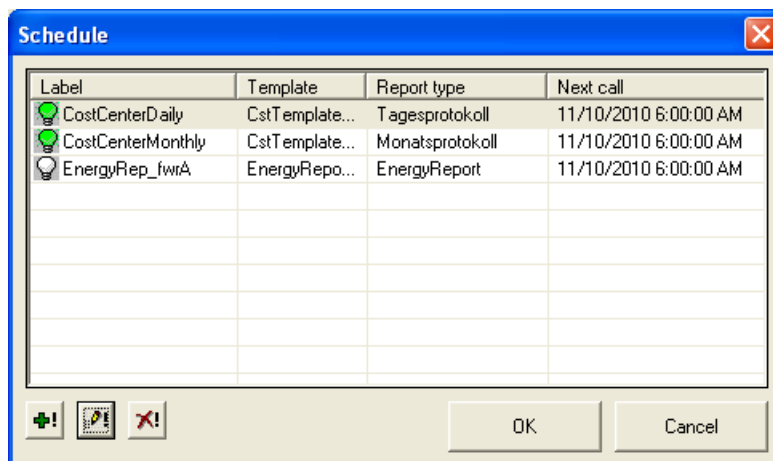 Schedule
Label Template Report type Next call
CostCenterDaily CstTemplate... Tagesprotokoll 11/10/2010 6:00:00 AM
CostCenterMonthly CstTemplate... Monatsprotokoll 11/10/2010 6:00:00 AM
EnergyRep_fwrA EnergyRepo... EnergyReport 11/10/2010 6:00:00 AM
OK Cancel